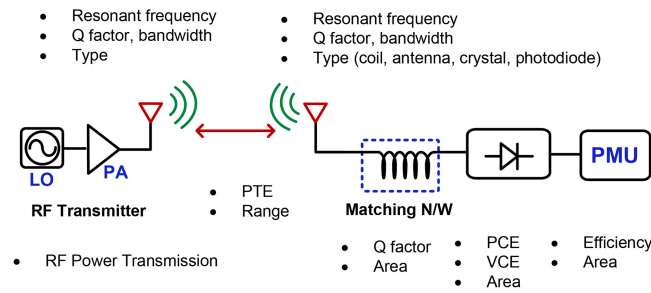 • Resonant frequency
• Q factor, bandwidth
• Type
• Resonant frequency
• Q factor, bandwidth
• Type (coil, antenna, crystal, photodiode)
LO
PA
PMU
RF Transmitter
• PTE
• Range
Matching N/W
• RF Power Transmission
• Q factor
• Area
• PCE
• VCE
• Area
• Efficiency
• Area